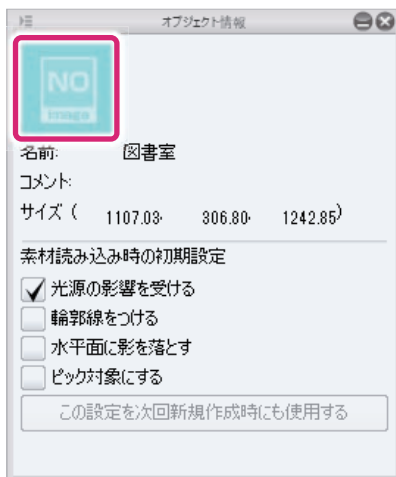 オブジェクト情報
NO
image
名前: 図書室
コメント:
サイズ ( 1107.03 306.80 1242.85)
素材読み込み時の初期設定
光源の影響を受ける
輪郭線をつける
水平面に影を落とす
ピック対象にする
この設定を次回新規作成時にも使用する